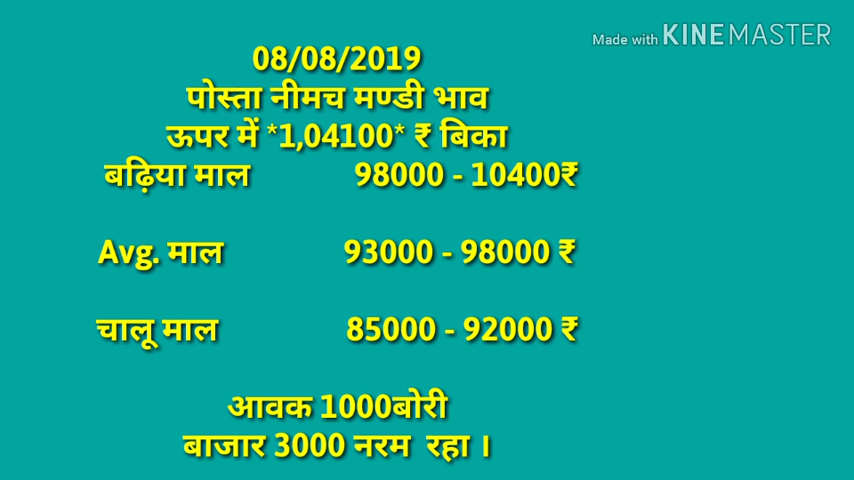 Made with KINEMASTER
08/08/2019
पोस्ता नीमच मण्डी भाव
ऊपर में *1,04100* ₹ बिका
बढ़िया माल 98000 - 10400₹
Avg. माल 93000 - 98000 ₹
चालू माल 85000 - 92000 ₹
आवक 1000बोरी
बाजार 3000 नरम रहा ।